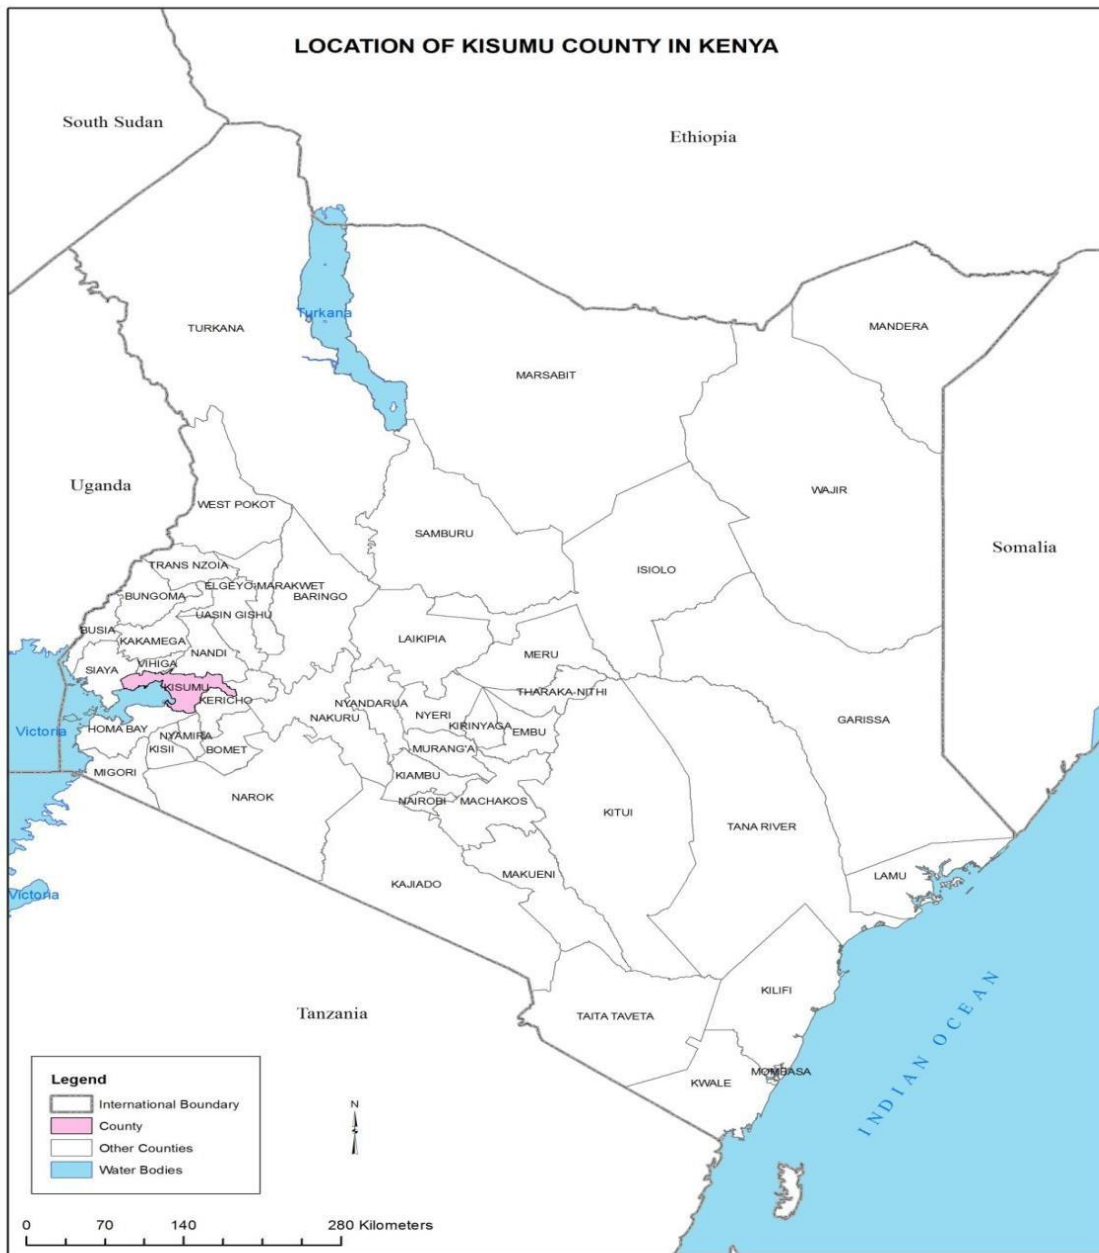 LOCATION OF KISUMU COUNTY IN KENYA
South Sudan
Ethiopia
Turkana
TURKANA
MANDERA
MARSABIT
Uganda
WAJIR
WEST POKOT
SAMBURU
Somalia
TRANS NZOIA
ISIOLO
ELGEYO-MARAKWET
BUNGOMA
BARINGO
UASIN GISHU
BUSIA
KAKAMEGA
LAIKIPIA
NANDI
MERU
VIHIGA
SIAYA
KISUMU
THARAKA-NITHI
KERICHO
NYANDARUA
NYERI
NAKURU
GARISSA
KIRINYAGA
HOMA BAY
Victoria
EMBU
NYAMIRA
KISII
BOMET
MURANG'A
MIGORI
KIAMBU
NAROK
NAIROBI
MACHAKOS
KITUI
TANA RIVER
MAKUENI
LAMU
KAJIADO
Victoria
KILIFI
Tanzania
TAITA TAVETA
INDIAN OCEAN
MOMBASA
KWALE
Legend
International Boundary
County
Other Counties
Water Bodies
N
0 70 140 280 Kilometers